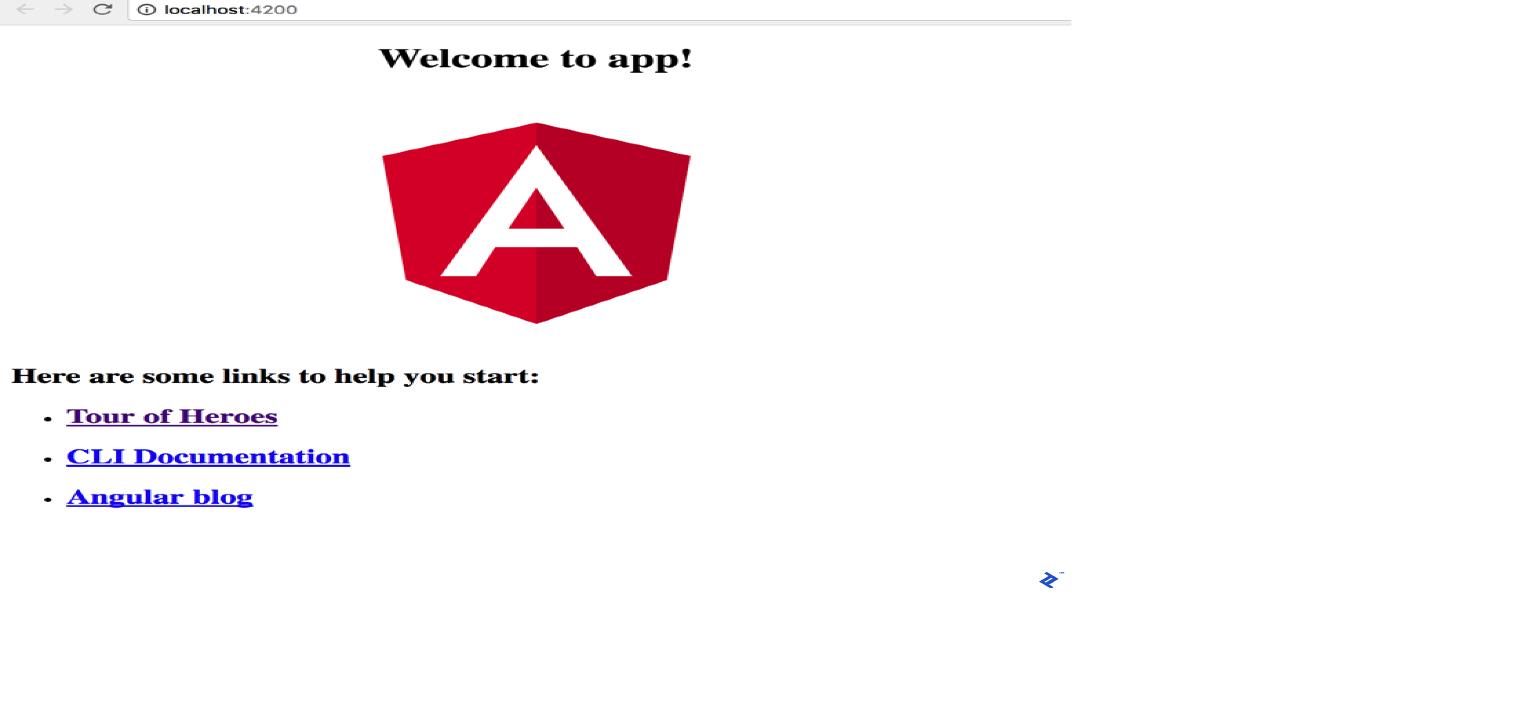 localhost:4200
Welcome to app!
Here are some links to help you start:
Tour of Heroes
CLI Documentation
Angular blog